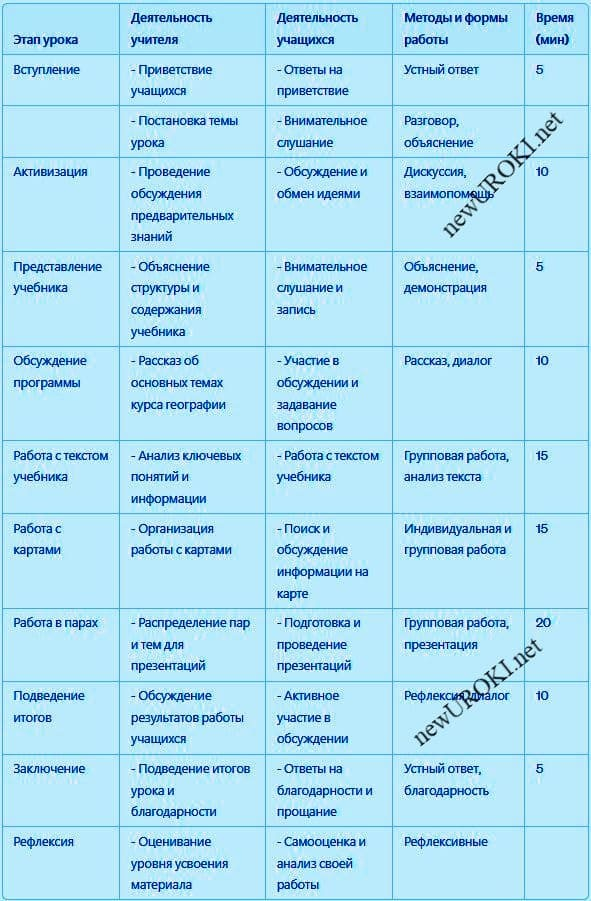 Этап урока
Деятельность
учителя
Деятельность
учащихся
Методы и формы
работы
Время
(мин)
Вступление
- Приветствие
учащихся
- Ответы на
приветствие
Устный ответ
5
- Постановка темы
урока
- Внимательное
слушание
Разговор,
объяснение
Активизация
- Проведение
обсуждения
предварительных
знаний
- Обсуждение и
обмен идеями
Дискуссия,
взаимопомощь
10
newUROKI.net
Представление
учебника
- Объяснение
структуры и
содержания
учебника
- Внимательное
слушание и
запись
Объяснение,
демонстрация
5
Обсуждение
программы
- Рассказ об
основных темах
курса географии
- Участие в
обсуждении и
задавание
вопросов
Рассказ, диалог
10
Работа с текстом
учебника
- Анализ ключевых
понятий и
информации
- Работа с текстом
учебника
Групповая работа,
анализ текста
15
Работа с
картами
- Организация
работы с картами
- Поиск и
обсуждение
информации на
карте
Индивидуальная и
групповая работа
15
Работа в парах
- Распределение пар
и тем для
презентаций
- Подготовка и
проведение
презентаций
Групповая работа,
презентация
20
newUROKI.net
Подведение
итогов
- Обсуждение
результатов работы
учащихся
- Активное
участие в
обсуждении
Рефлексия, диалог
10
Заключение
- Подведение итогов
урока и
благодарности
- Ответы на
благодарности и
прощание
Устный ответ,
благодарность
5
Рефлексия
- Оценивание
уровня усвоения
материала
- Самооценка и
анализ своей
работы
Рефлексивные